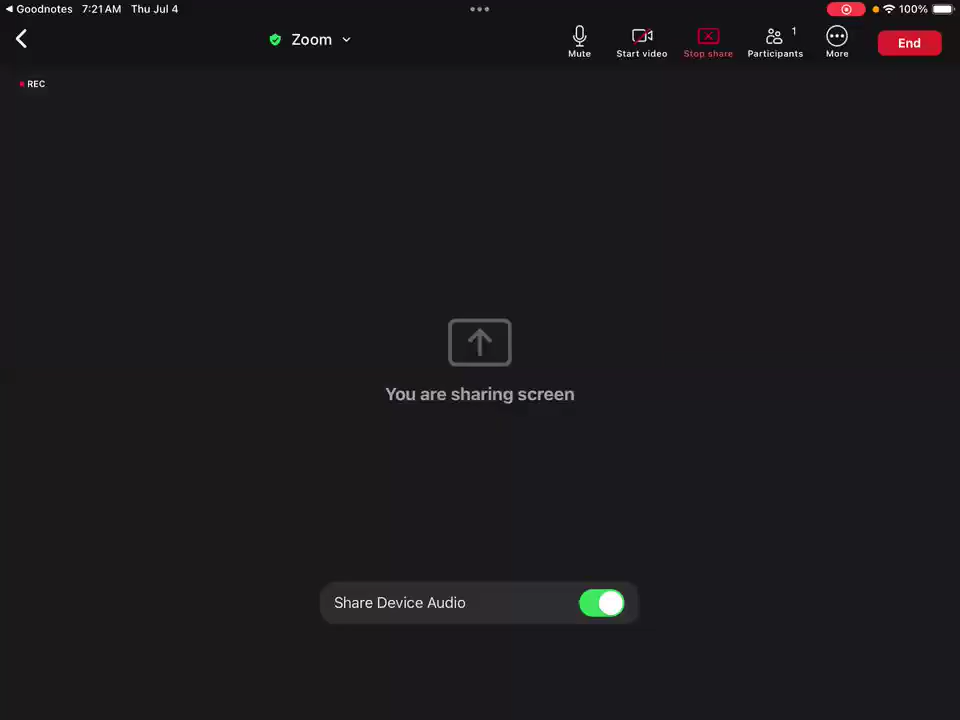 Goodnotes 7:21 AM Thu Jul 4 100%
Zoom
Mute Start video Stop share Participants 1 More End
REC
You are sharing screen
Share Device Audio